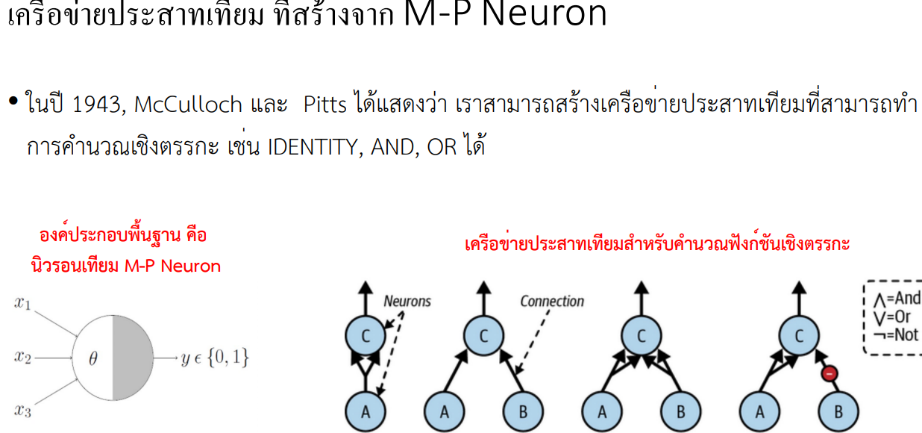 เครือข่ายประสาทเทียม ที่สร้างจาก M-P Neuron
• ในปี 1943, McCulloch และ Pitts ได้แสดงว่า เราสามารถสร้างเครือข่ายประสาทเทียมที่สามารถทำ
การคำนวณเชิงตรรกะ เช่น IDENTITY, AND, OR ได้
องค์ประกอบพื้นฐาน คือ
นิวรอนเทียม M-P Neuron
เครือข่ายประสาทเทียมสำหรับคำนวณฟังก์ชันเชิงตรรกะ
x₁
x₂ θ y ϵ {0, 1}
x₃
Neurons Connection
C C C C
A A B A B A − B
⋀=And
⋁=Or
¬=Not